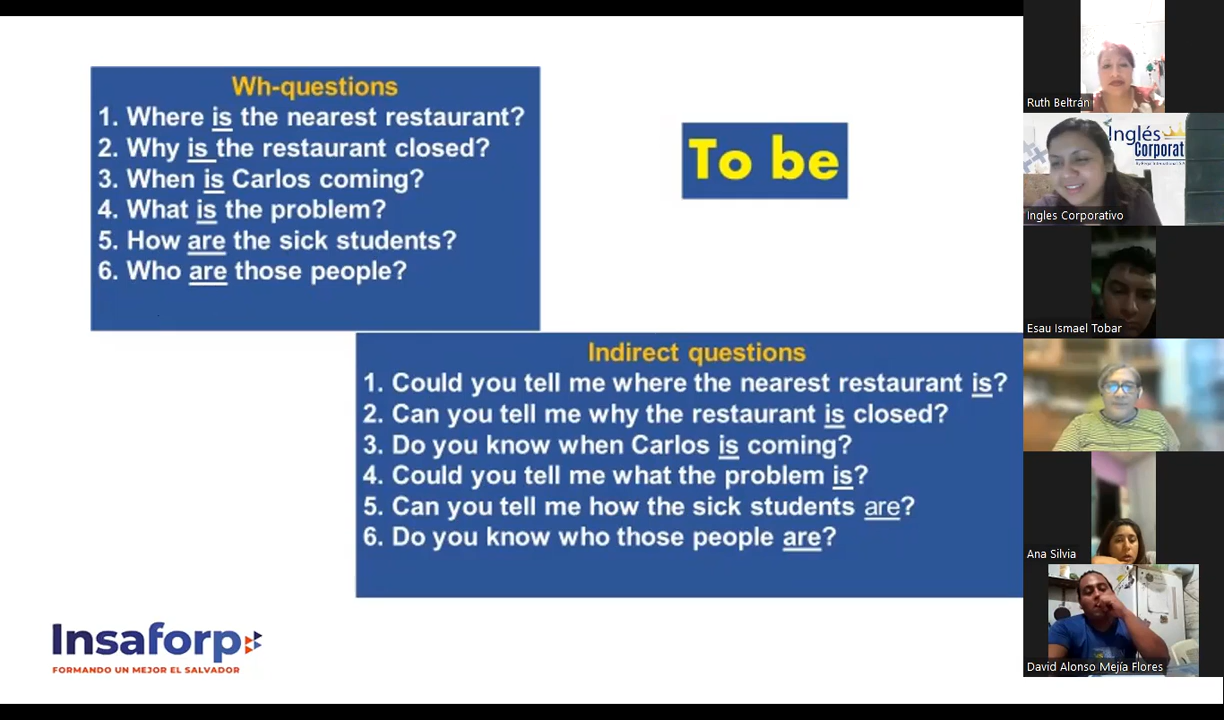 Wh-questions
1. Where is the nearest restaurant?
2. Why is the restaurant closed?
3. When is Carlos coming?
4. What is the problem?
5. How are the sick students?
6. Who are those people?
To be
Indirect questions
1. Could you tell me where the nearest restaurant is?
2. Can you tell me why the restaurant is closed?
3. Do you know when Carlos is coming?
4. Could you tell me what the problem is?
5. Can you tell me how the sick students are?
6. Do you know who those people are?
Insaforp
FORMANDO UN MEJOR EL SALVADOR
Ruth Beltrán
Inglés
Corporat
Ingles Corporativo
Esau Ismael Tobar
Ana Silvia
David Alonso Mejía Flores